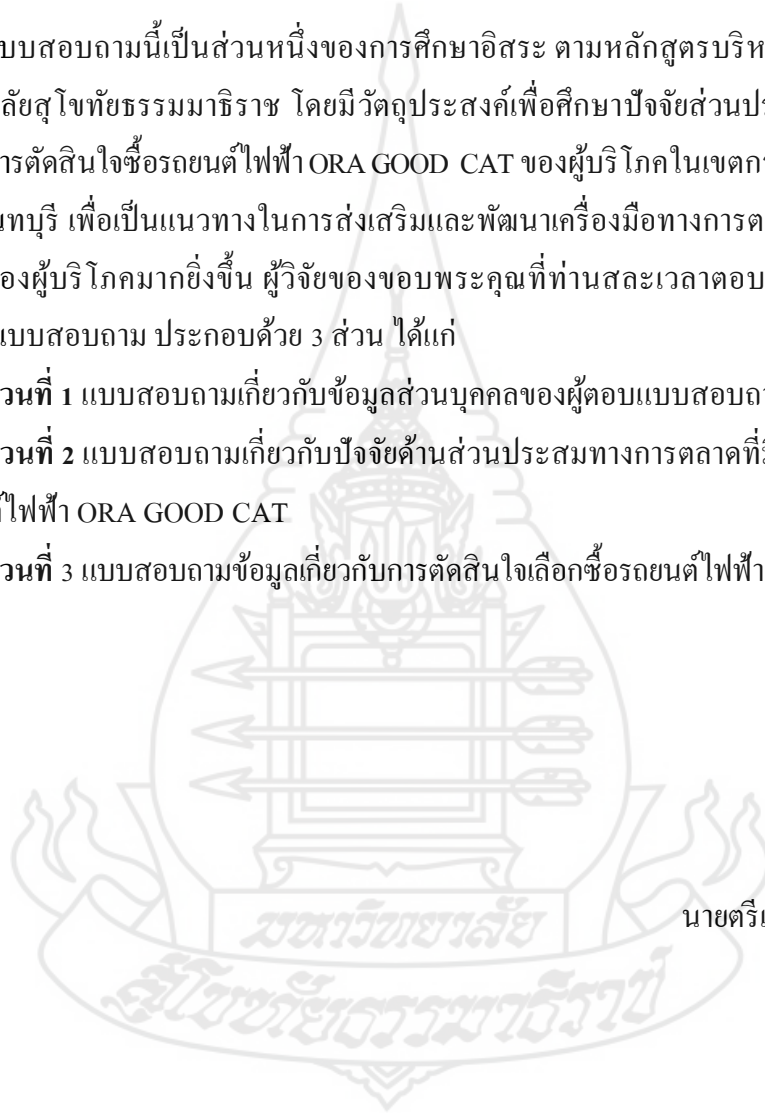 บบสอบถามนี้เป็นส่วนหนึ่งของการศึกษาอิสระ ตามหลักสูตรบริห
ลัยสุโขทัยธรรมมาธิราช โดยมีวัตถุประสงค์เพื่อศึกษาปัจจัยส่วนป
ารตัดสินใจซื้อรถยนต์ไฟฟ้า ORA GOOD CAT ของผู้บริโภคในเขตก
นทบุรี เพื่อเป็นแนวทางในการส่งเสริมและพัฒนาเครื่องมือทางการต
องผู้บริโภคมากยิ่งขึ้น ผู้วิจัยของขอบพระคุณที่ท่านสละเวลาตอบ
แบบสอบถาม ประกอบด้วย 3 ส่วน ได้แก่
วนที่ 1 แบบสอบถามเกี่ยวกับข้อมูลส่วนบุคคลของผู้ตอบแบบสอบถ
วนที่ 2 แบบสอบถามเกี่ยวกับปัจจัยด้านส่วนประสมทางการตลาดที่
ต์ไฟฟ้า ORA GOOD CAT
วนที่ 3 แบบสอบถามข้อมูลเกี่ยวกับการตัดสินใจเลือกซื้อรถยนต์ไฟฟ้า
นายตรี
มหาวิทยาลัย
สุโขทัยธรรมาธิราช